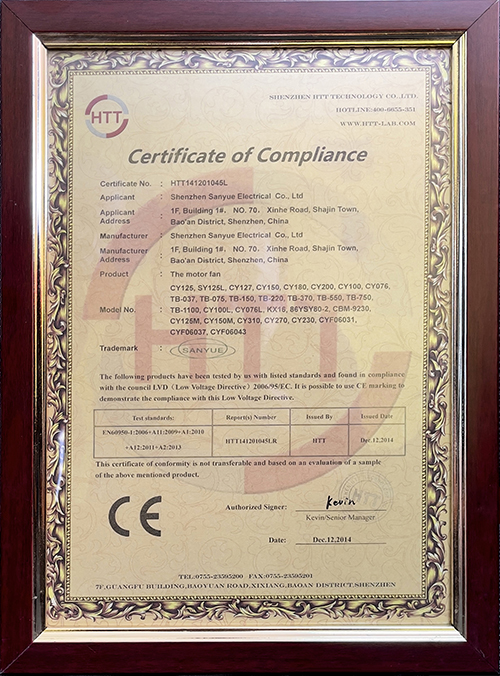 HTT
SHENZHEN HTT TECHNOLOGY CO.,LTD.
HOTLINE:400-6655-351
WWW.HTT-LAB.COM
Certificate of Compliance
Certificate No. : HTT141201045L
Applicant : Shenzhen Sanyue Electrical Co., Ltd
Applicant Address : 1F, Building 1#, NO. 70, Xinhe Road, Shajin Town,
Bao'an District, Shenzhen, China
Manufacturer : Shenzhen Sanyue Electrical Co., Ltd
Manufacturer Address : 1F, Building 1#, NO. 70, Xinhe Road, Shajin Town,
Bao'an District, Shenzhen, China
Product : The motor fan
Model No. : CY125, SY125L, CY127, CY150, CY180, CY200, CY100, CY076,
TB-037, TB-075, TB-150, TB-220, TB-370, TB-550, TB-750,
TB-1100, CY100L, CY076L, KX18, 86YSY80-2, CBM-9230,
CY125M, CY150M, CY310, CY270, CY230, CYF06031,
CYF06037, CYF06043
Trademark : SANYUE
The following products have been tested by us with listed standards and found in compliance
with the council LVD (Low Voltage Directive) 2006/95/EC. It is possible to use CE marking to
demonstrate the compliance with this Low Voltage Directive.
Test standards: Report(s) Number Issued By Issued Date
EN60950-1:2006+A11:2009+A1:2010
+A12:2011+A2:2013 HTT141201045LR HTT Dec.12,2014
This certificate of conformity is not transferable and based on an evaluation of a sample
of the above mentioned product.
CE
Authorized Signer: Kevin
HTT
Kevin/Senior Manager
Date: Dec.12,2014
TEL:0755-23595200 FAX:0755-23595201
7F,GUANGFU BUILDING,BAOYUAN ROAD,XIXIANG,BAOAN DISTRICT,SHENZHEN